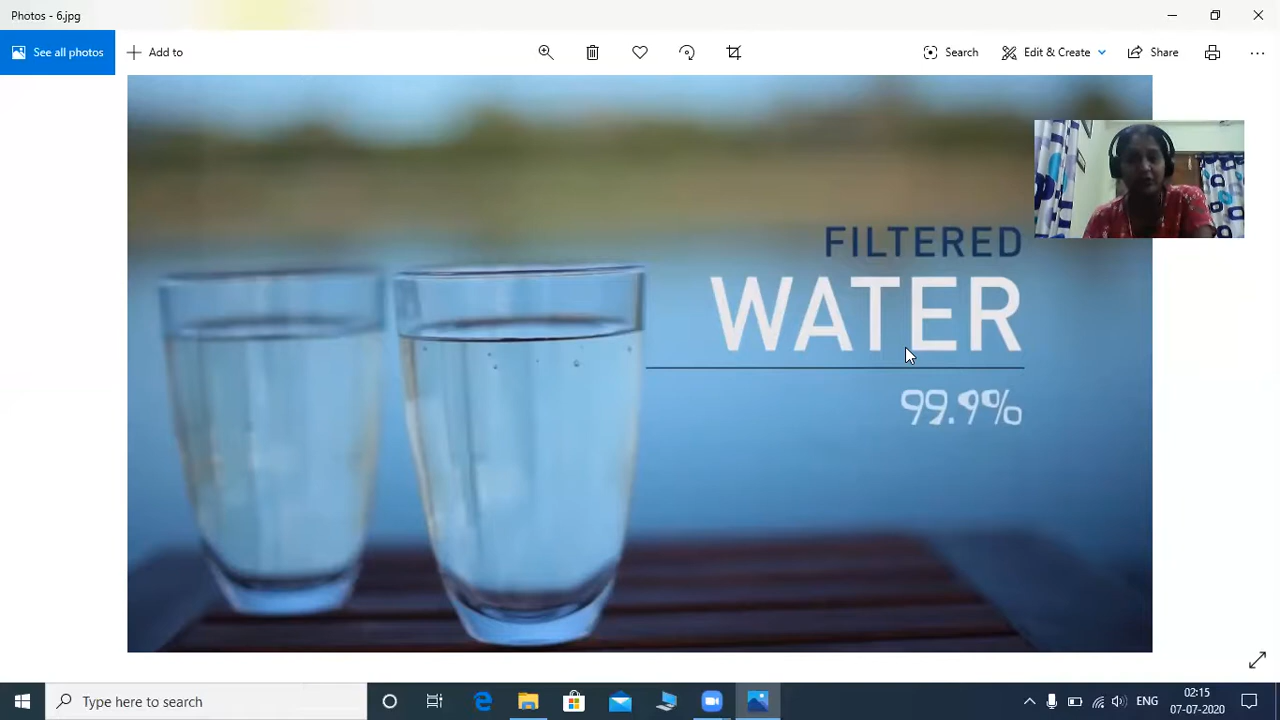 Photos - 6.jpg
See all photos
Add to
Search
Edit & Create
Share
FILTERED
WATER
99.9%
Type here to search
ENG
02:15
07-07-2020